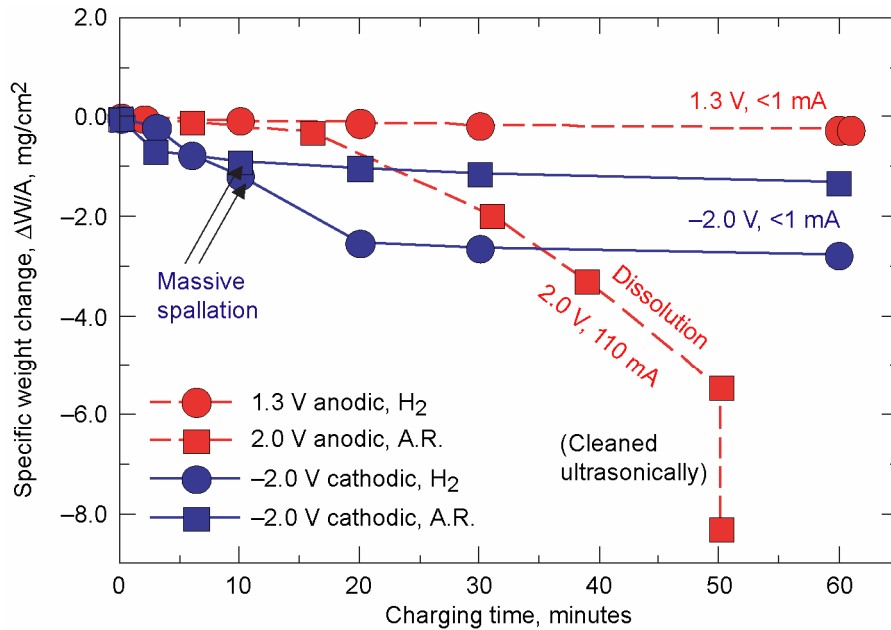 2.0
0.0
–2.0
–4.0
–6.0
–8.0
Specific weight change, ΔW/A, mg/cm2
1.3 V, <1 mA
–2.0 V, <1 mA
Massive
spallation
Dissolution
2.0 V, 110 mA
(Cleaned
ultrasonically)
1.3 V anodic, H2
2.0 V anodic, A.R.
–2.0 V cathodic, H2
–2.0 V cathodic, A.R.
0 10 20 30 40 50 60
Charging time, minutes